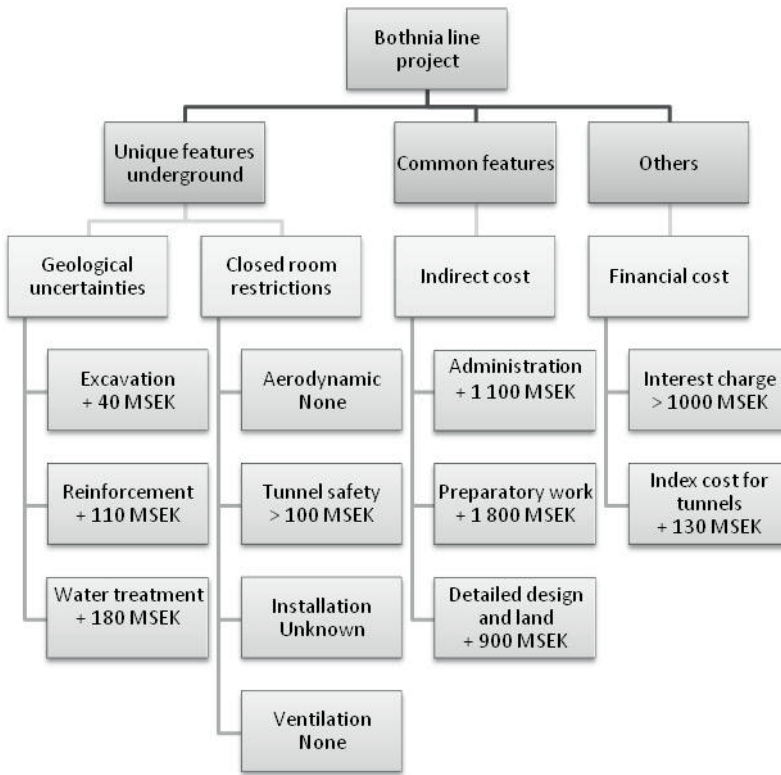 Bothnia line
project
Unique features
underground
Common features
Others
Geological
uncertainties
Closed room
restrictions
Indirect cost
Financial cost
Excavation
+ 40 MSEK
Aerodynamic
None
Administration
+ 1 100 MSEK
Interest charge
> 1000 MSEK
Reinforcement
+ 110 MSEK
Tunnel safety
> 100 MSEK
Preparatory work
+ 1 800 MSEK
Index cost for
tunnels
+ 130 MSEK
Water treatment
+ 180 MSEK
Installation
Unknown
Detailed design
and land
+ 900 MSEK
Ventilation
None